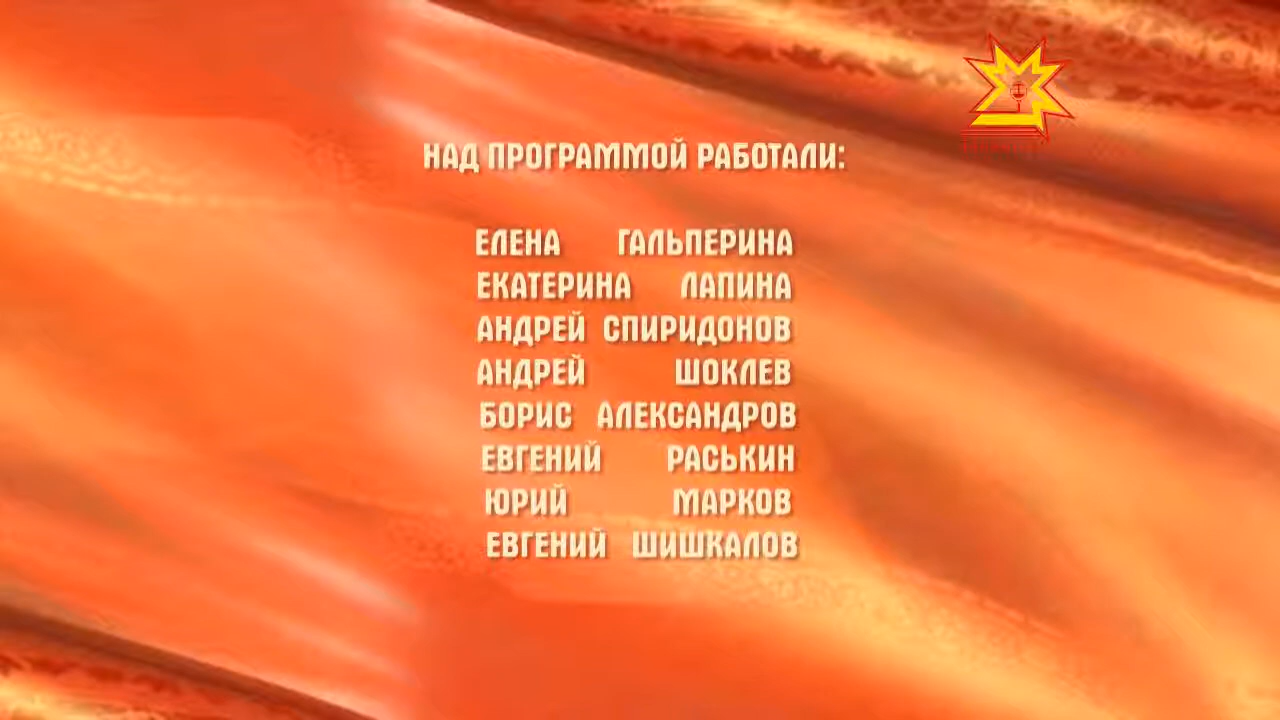 НАД ПРОГРАММОЙ РАБОТАЛИ:
ЕЛЕНА ГАЛЬПЕРИНА
ЕКАТЕРИНА ЛАПИНА
АНДРЕЙ СПИРИДОНОВ
АНДРЕЙ ШОКЛЕВ
БОРИС АЛЕКСАНДРОВ
ЕВГЕНИЙ РАСЬКИН
ЮРИЙ МАРКОВ
ЕВГЕНИЙ ШИШКАЛОВ